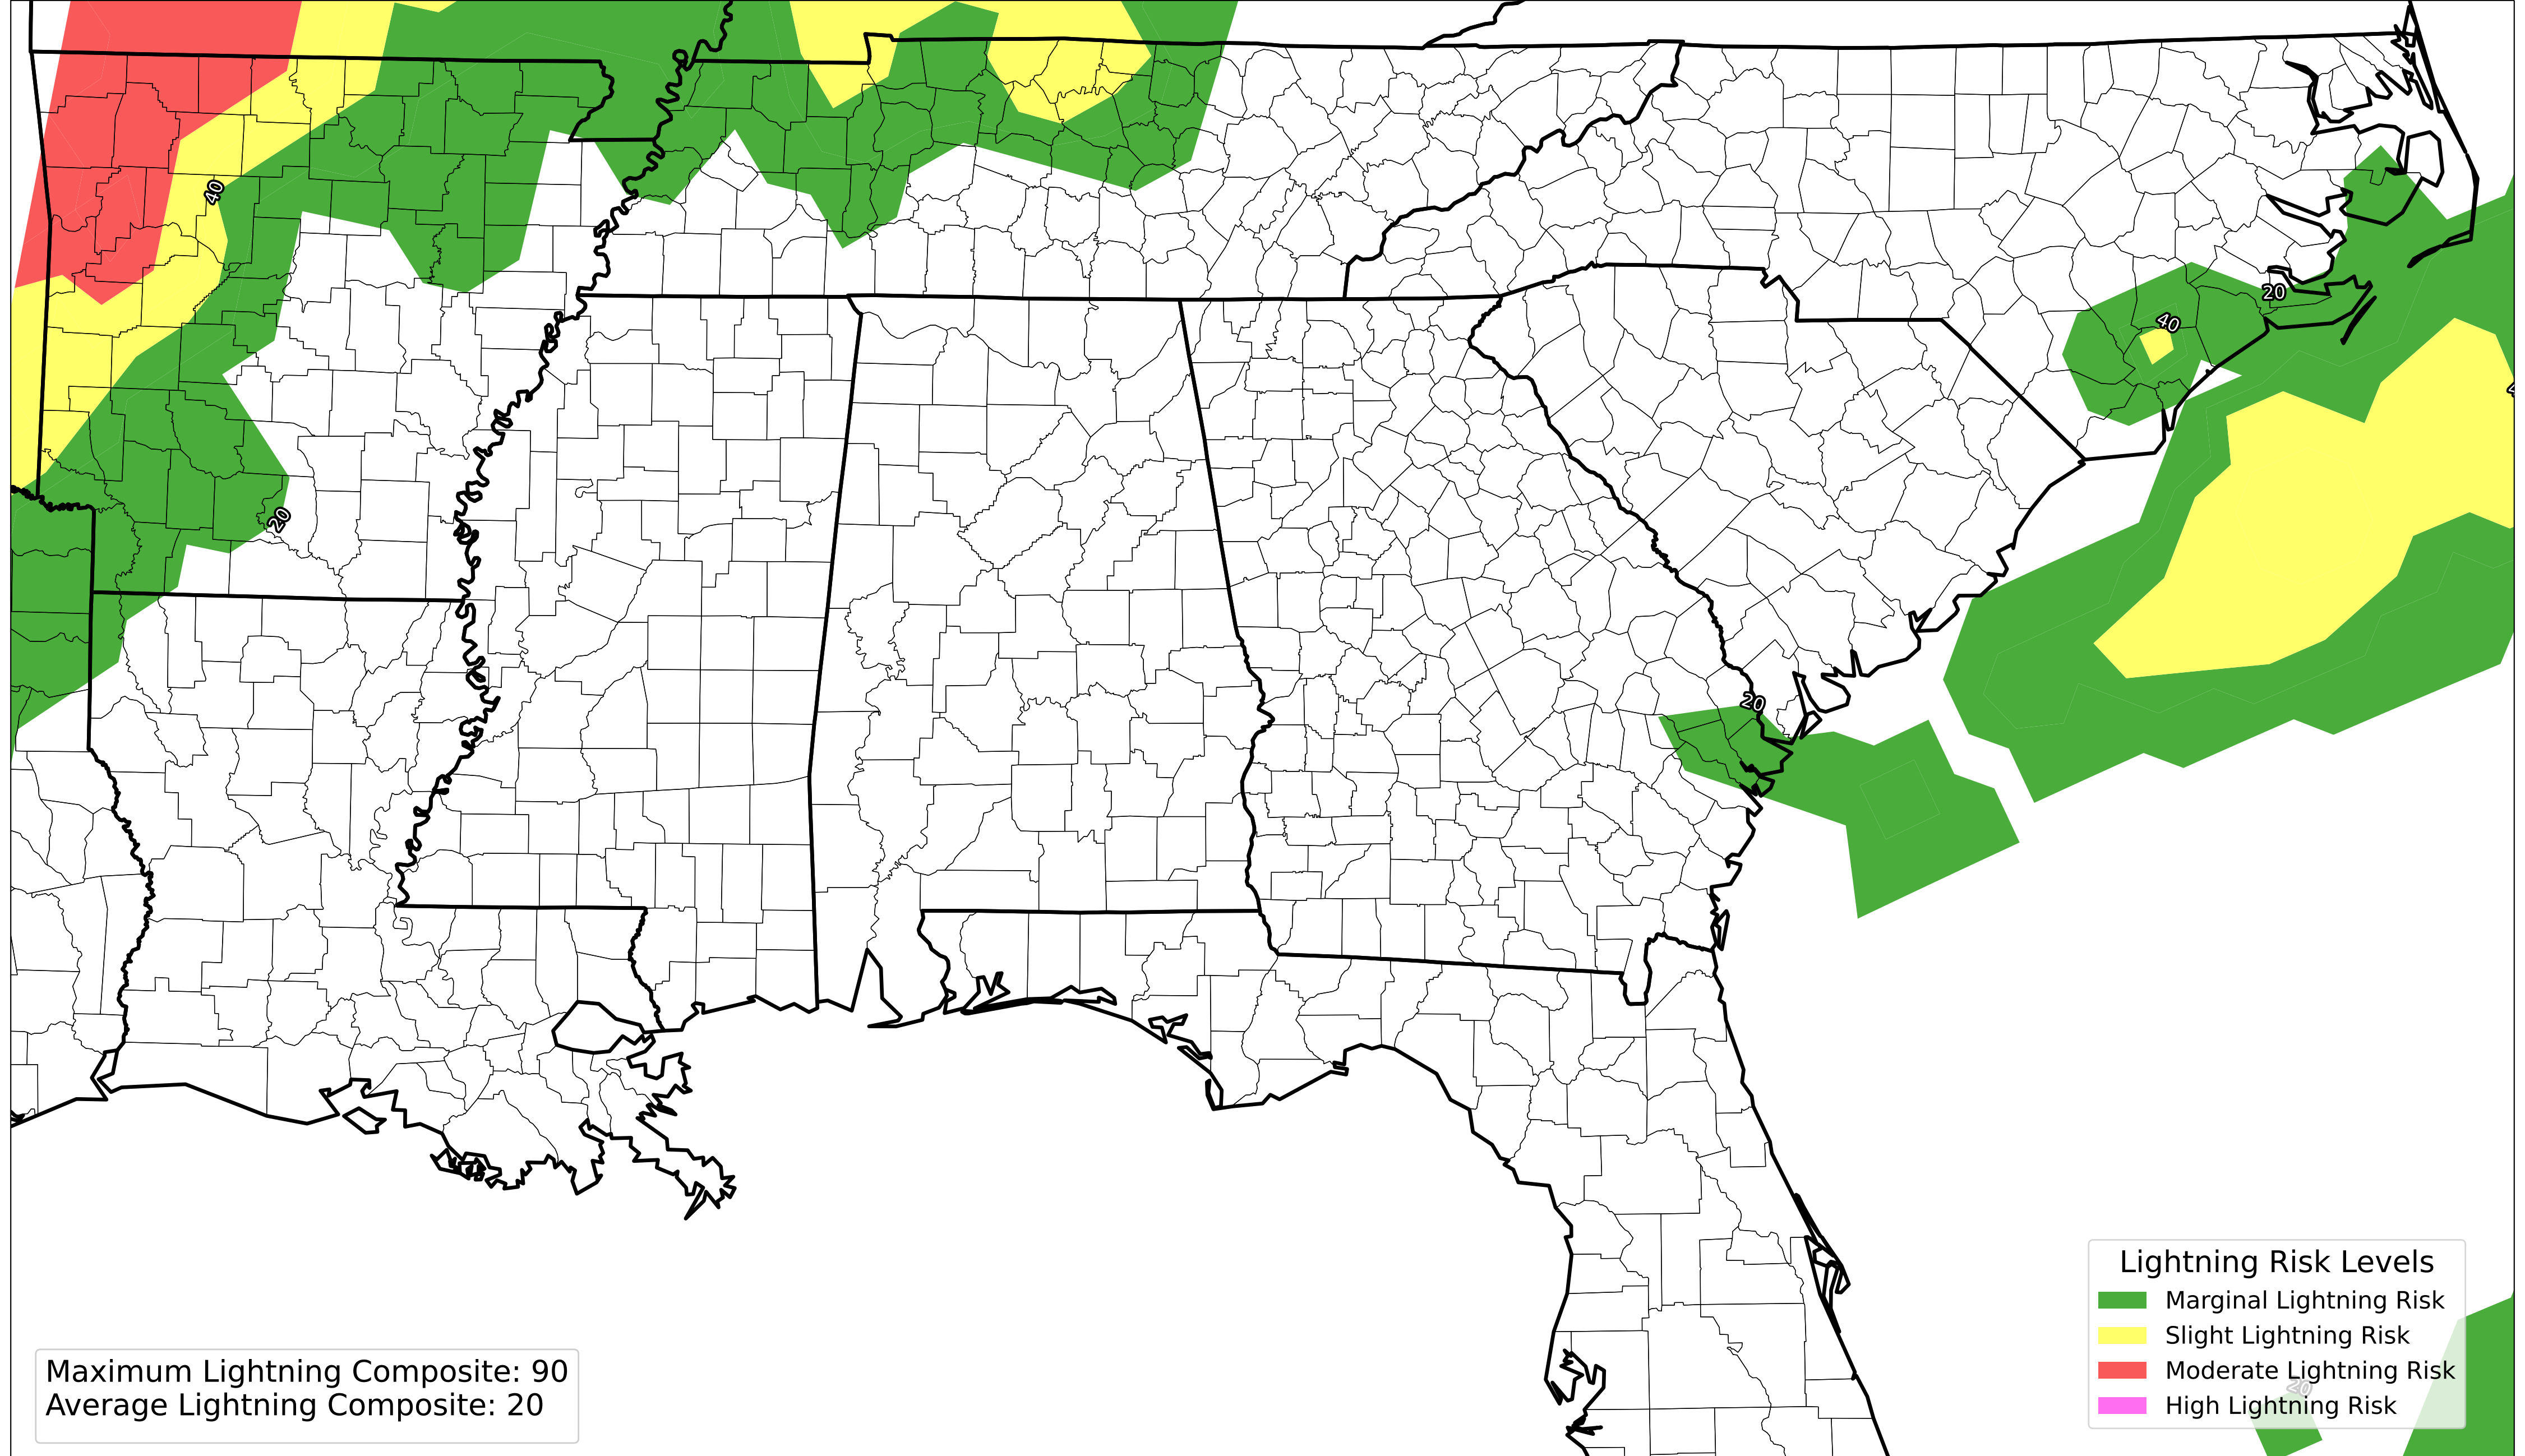 40
20
20
40
20
Maximum Lightning Composite: 90
Average Lightning Composite: 20
Lightning Risk Levels
Marginal Lightning Risk
Slight Lightning Risk
Moderate Lightning Risk
20
High Lightning Risk